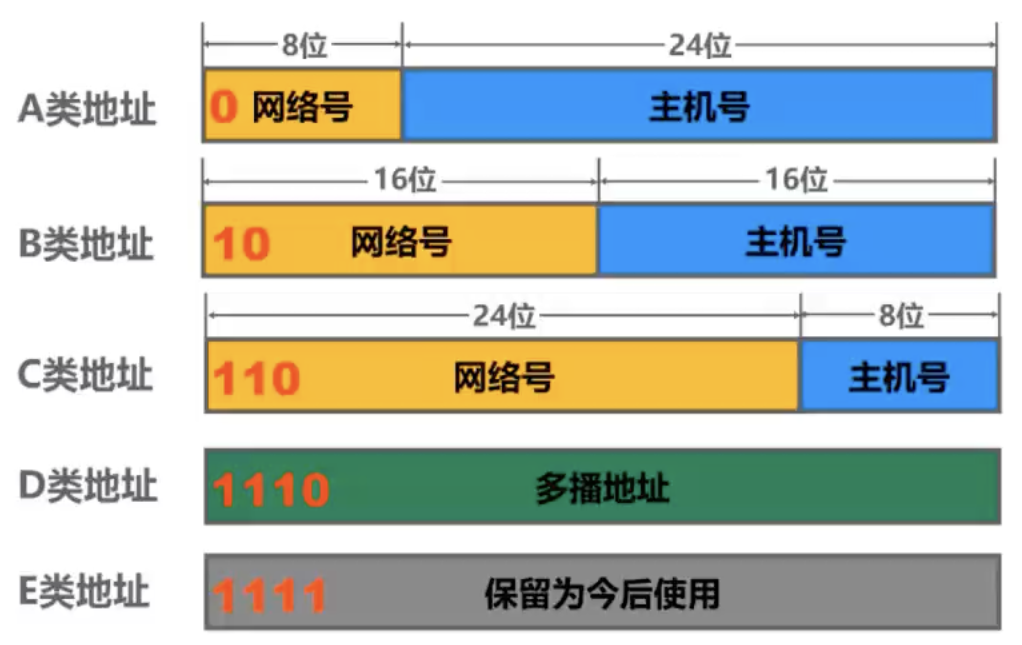 8位 24位
A类地址 0 网络号 主机号
16位 16位
B类地址 10 网络号 主机号
24位 8位
C类地址 110 网络号 主机号
D类地址 1110 多播地址
E类地址 1111 保留为今后使用